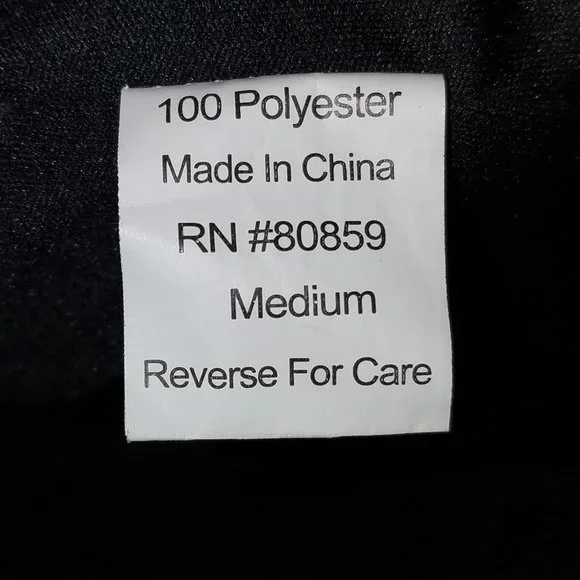 100 Polyester
Made In China
RN #80859
Medium
Reverse For Care